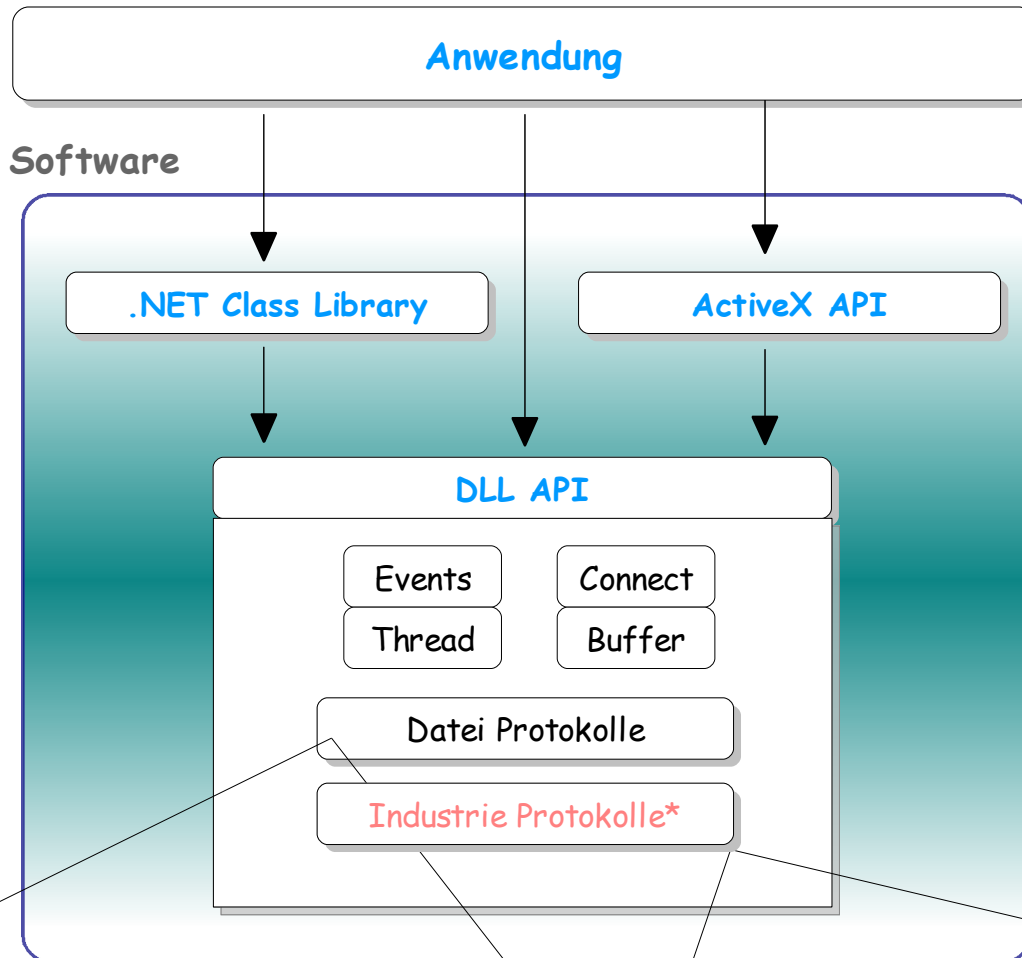 Anwendung
Software
.NET Class Library
ActiveX API
DLL API
Events
Connect
Thread
Buffer
Datei Protokolle
Industrie Protokolle*